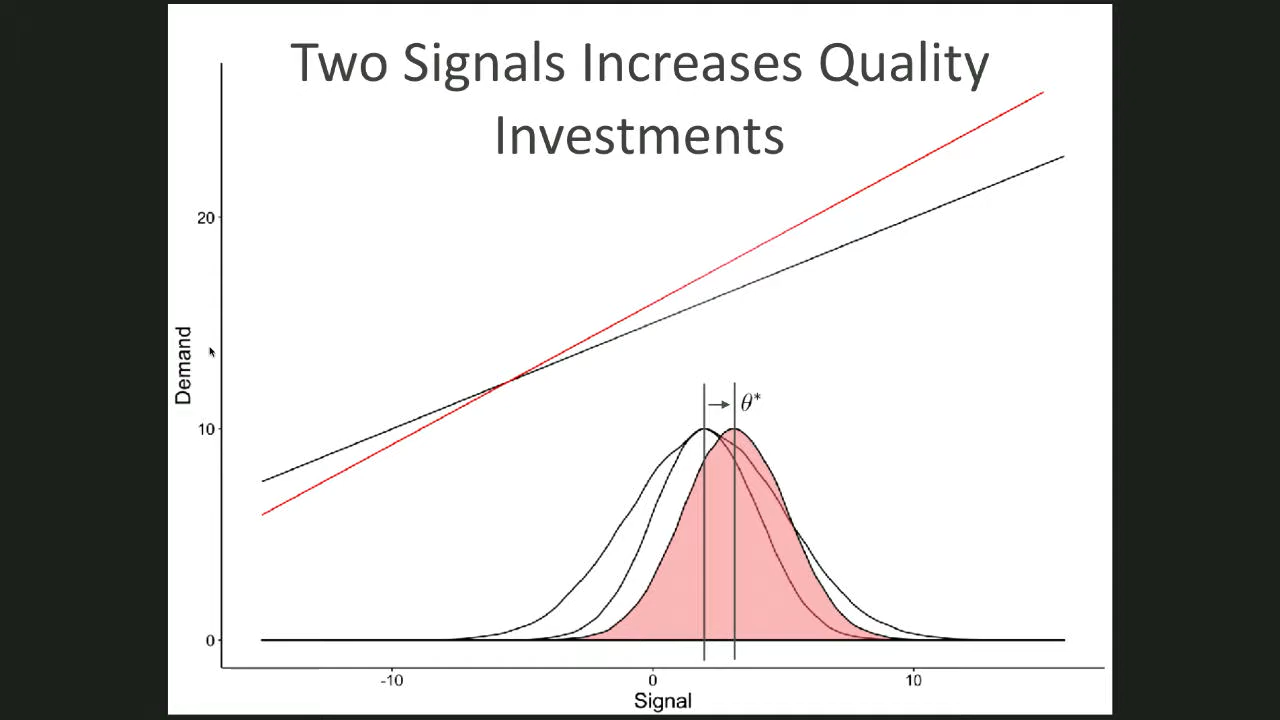 Two Signals Increases Quality
Investments
20
10
0
Demand
θ*
-10
0
10
Signal